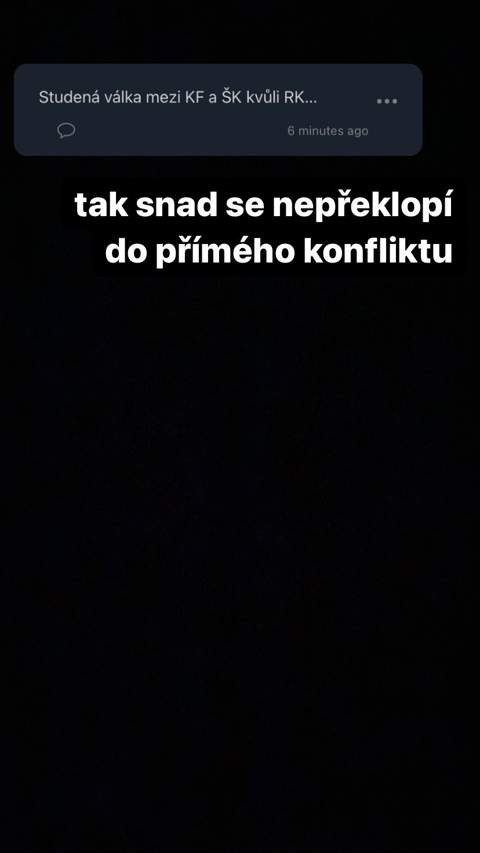 Studená válka mezi KF a ŠK kvůli RK...
6 minutes ago
tak snad se nepřeklopí
do přímého konfliktu